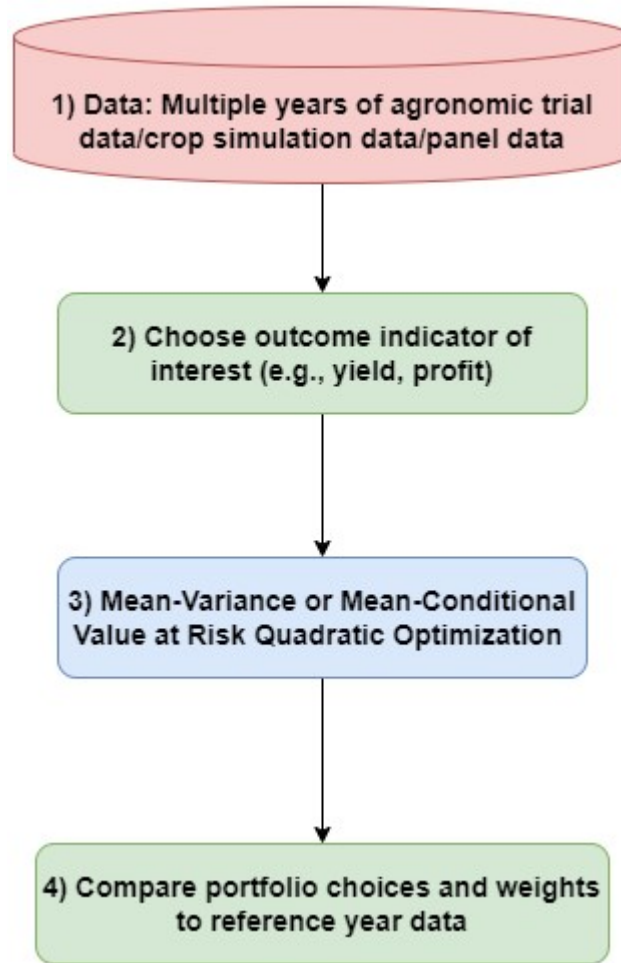 1) Data: Multiple years of agronomic trial
data/crop simulation data/panel data
2) Choose outcome indicator of
interest (e.g., yield, profit)
3) Mean-Variance or Mean-Conditional
Value at Risk Quadratic Optimization
4) Compare portfolio choices and weights
to reference year data